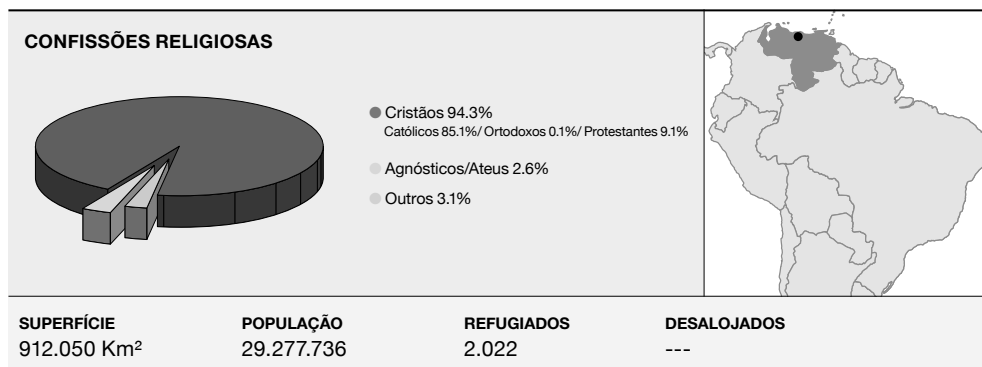 CONFISSÕES RELIGIOSAS
Cristãos 94.3%
Católicos 85.1%/ Ortodoxos 0.1%/ Protestantes 9.1%
Agnósticos/Ateus 2.6%
Outros 3.1%
SUPERFÍCIE POPULAÇÃO REFUGIADOS DESALOJADOS
912.050 Km² 29.277.736 2.022 ---